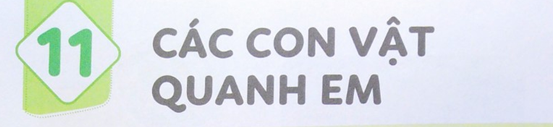 11
CÁC CON VẬT
QUANH EM